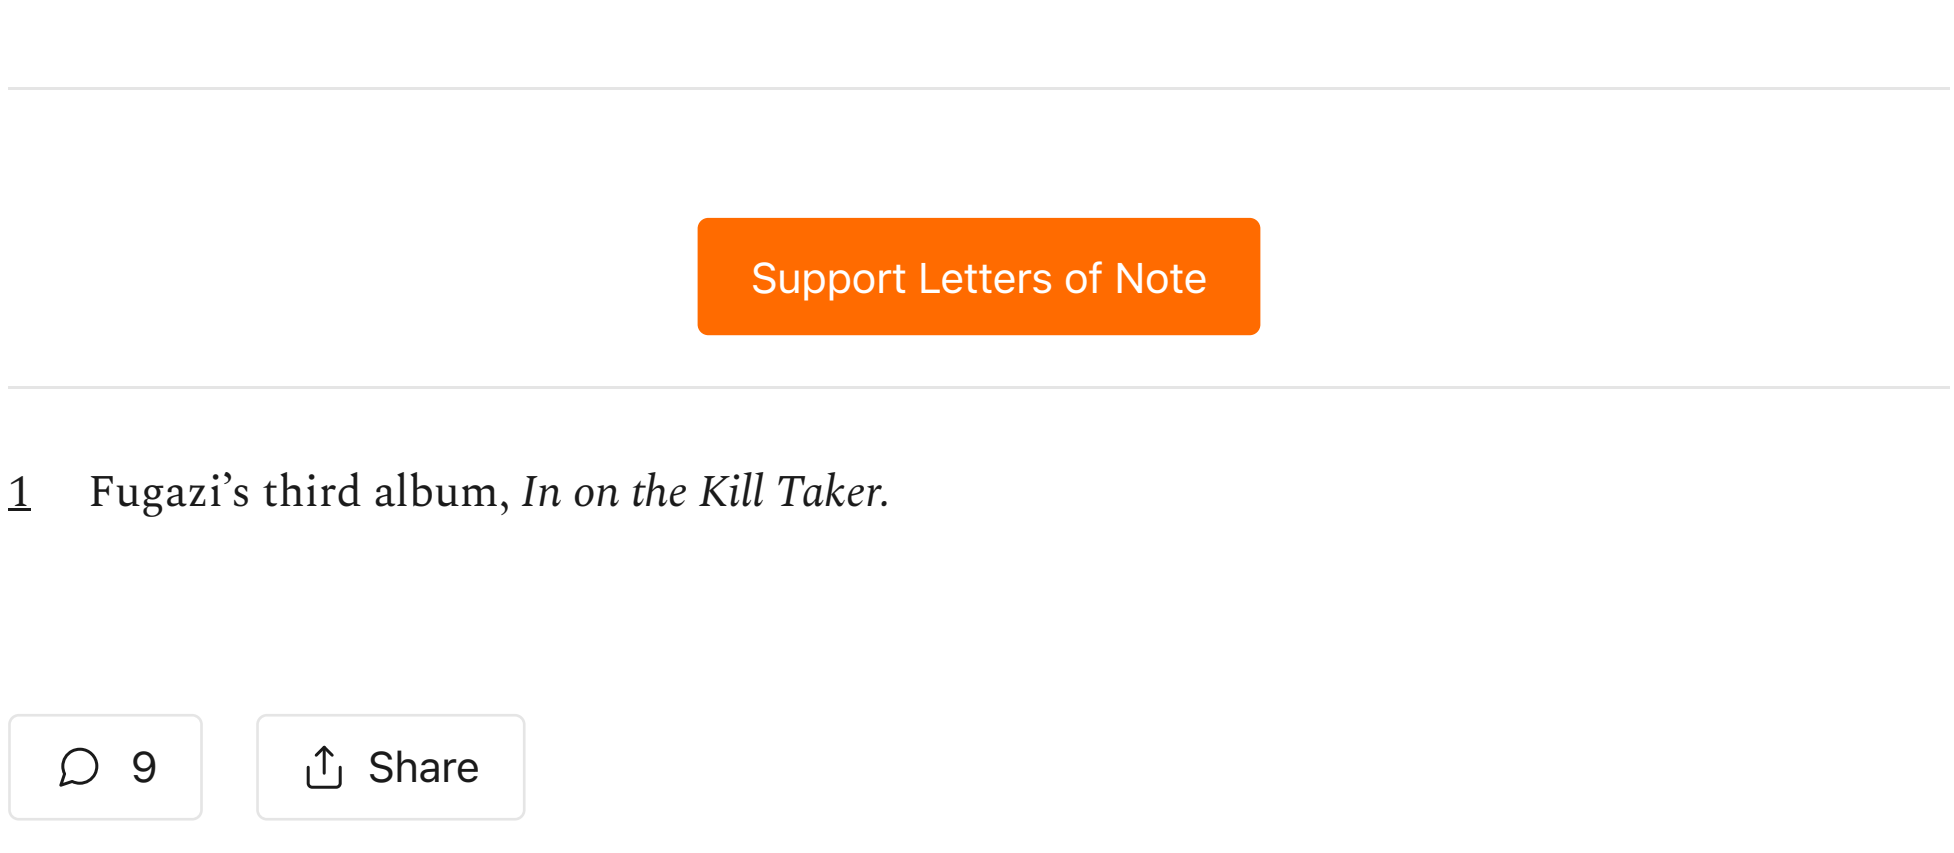 Support Letters of Note
1 Fugazi’s third album, In on the Kill Taker.
9 Share